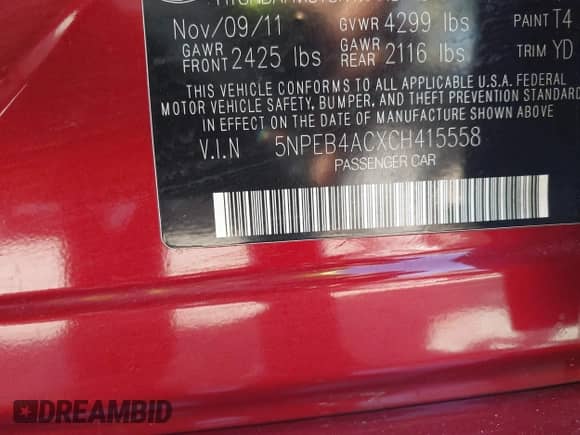 Nov/09/11 GVWR 4299 lbs PAINT T4
GAWR FRONT 2425 lbs GAWR REAR 2116 lbs TRIM YD
THIS VEHICLE CONFORMS TO ALL APPLICABLE U.S.A. FEDERAL
MOTOR VEHICLE SAFETY, BUMPER, AND THEFT PREVENTION STANDARD
IN EFFECT ON THE DATE OF MANUFACTURE SHOWN ABOVE
V.I.N 5NPEB4ACXCH415558
PASSENGER CAR
DREAMBID